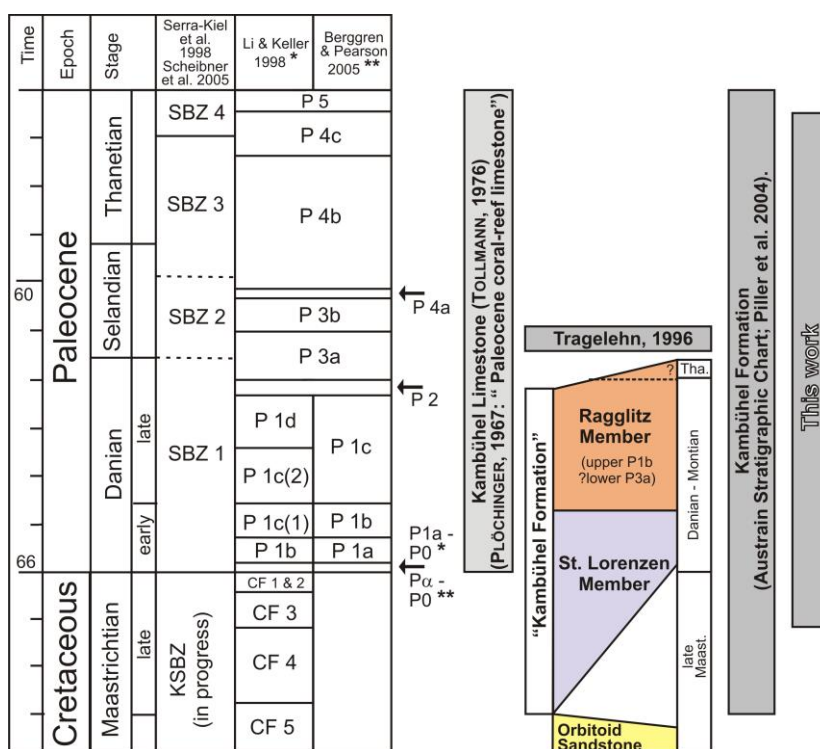 Time
Epoch
Stage
Serra-Kiel
et al.
1998
Scheibner
et al. 2005
Li & Keller
1998 *
Berggren
& Pearson
2005 **
60
66
Paleocene
Cretaceous
Thanetian
Selandian
Danian
late
early
Maastrichtian
late
SBZ 4
SBZ 3
SBZ 2
SBZ 1
KSBZ
(in progress)
P 5
P 4c
P 4b
P 3b
P 3a
P 1d
P 1c(2)
P 1c(1)
P 1b
P 1c
P 1b
P 1a
CF 1 & 2
CF 3
CF 4
CF 5
P 4a
P 2
P1a -
P0 *
Pα -
P0 **
Kambühel Limestone (TOLLMANN, 1976)
(PLÖCHINGER, 1967: “ Paleocene coral-reef limestone”)
Tragelehn, 1996
“Kambühel Formation”
?
Ragglitz
Member
(upper P1b
?lower P3a)
St. Lorenzen
Member
Orbitoid
Sandstone
Tha.
Danian - Montian
late
Maast.
Kambühel Formation
(Austrain Stratigraphic Chart; Piller et al. 2004).
This work